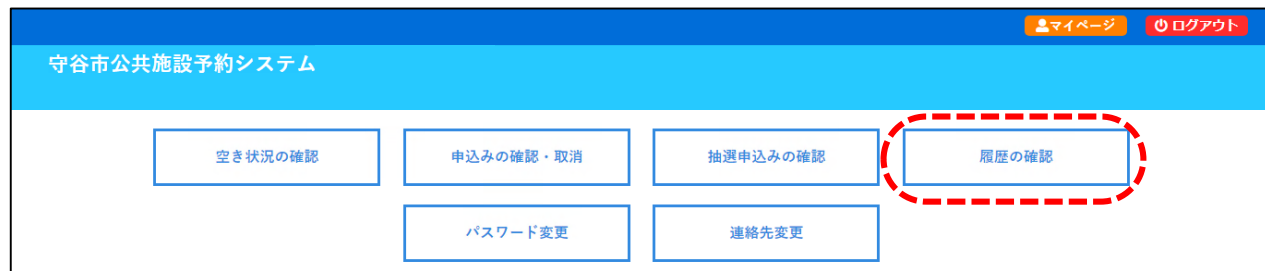 マイページ ログアウト
守谷市公共施設予約システム
空き状況の確認 申込みの確認・取消 抽選申込みの確認 履歴の確認
パスワード変更 連絡先変更